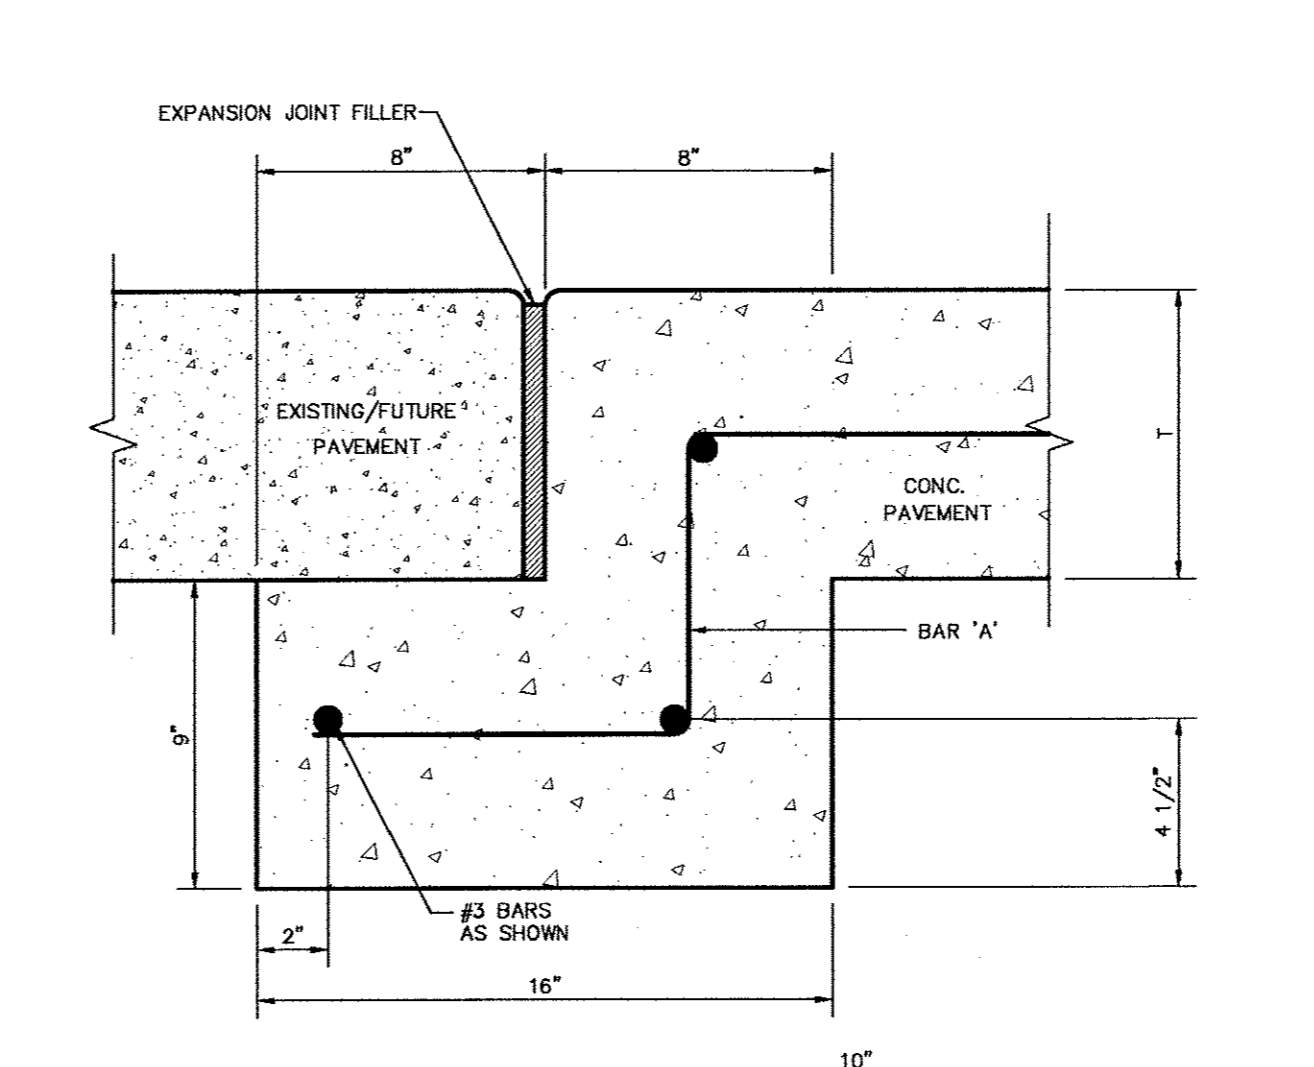 EXPANSION JOINT FILLER
8"
8"
EXISTING/FUTURE
PAVEMENT
T
CONC.
PAVEMENT
BAR 'A'
9"
4 1/2"
#3 BARS
AS SHOWN
2"
16"
10"